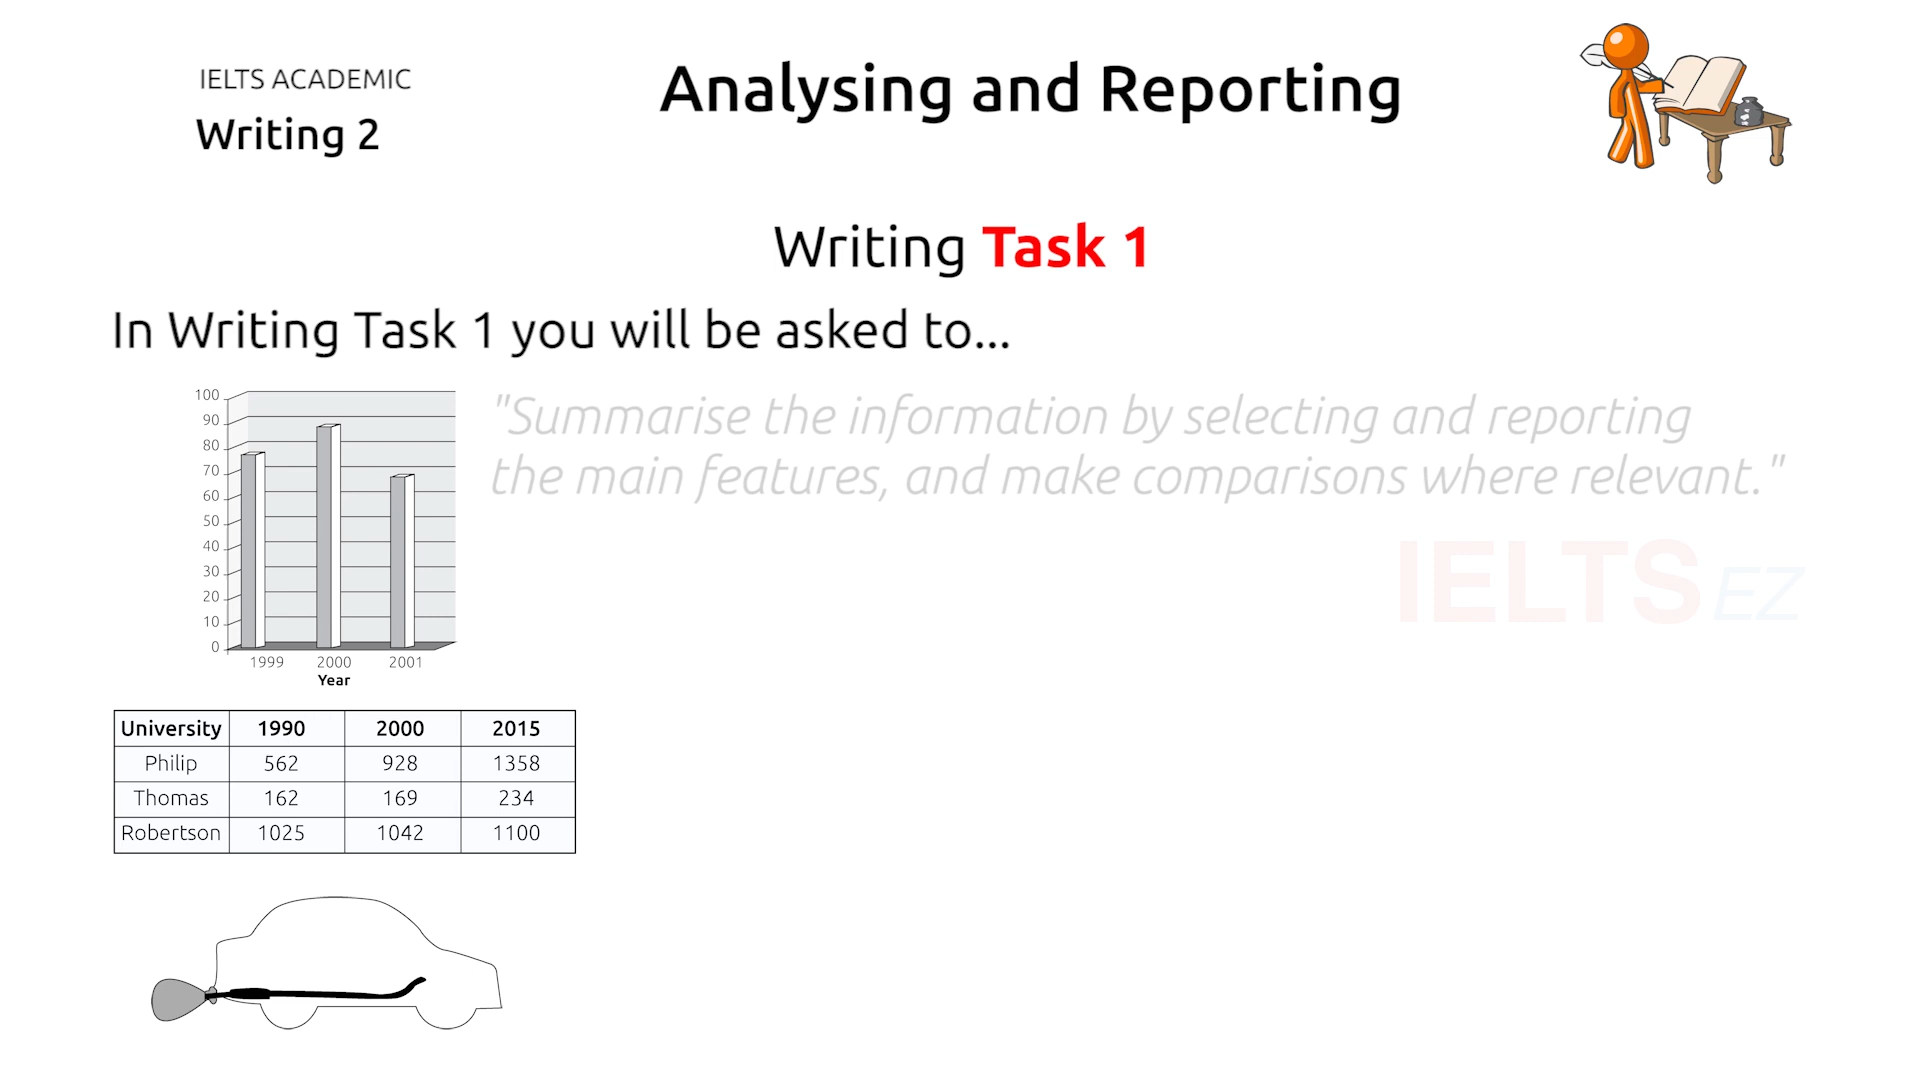 IELTS ACADEMIC
Writing 2
Analysing and Reporting
Writing Task 1
In Writing Task 1 you will be asked to...
"Summarise the information by selecting and reporting
the main features, and make comparisons where relevant."
IELTS EZ
100
90
80
70
60
50
40
30
20
10
0
1999 2000 2001
Year
University 1990 2000 2015
Philip 562 928 1358
Thomas 162 169 234
Robertson 1025 1042 1100